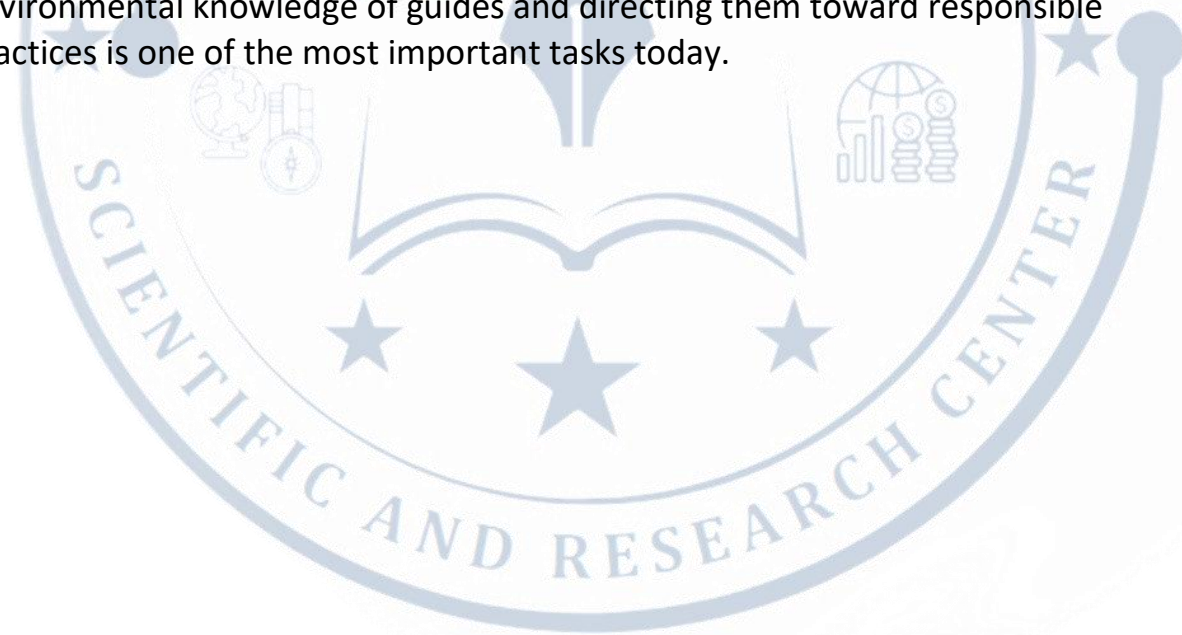 vironmental knowledge of guides and directing them toward responsible
actices is one of the most important tasks today.
SCIENTIFIC AND RESEARCH CENTER